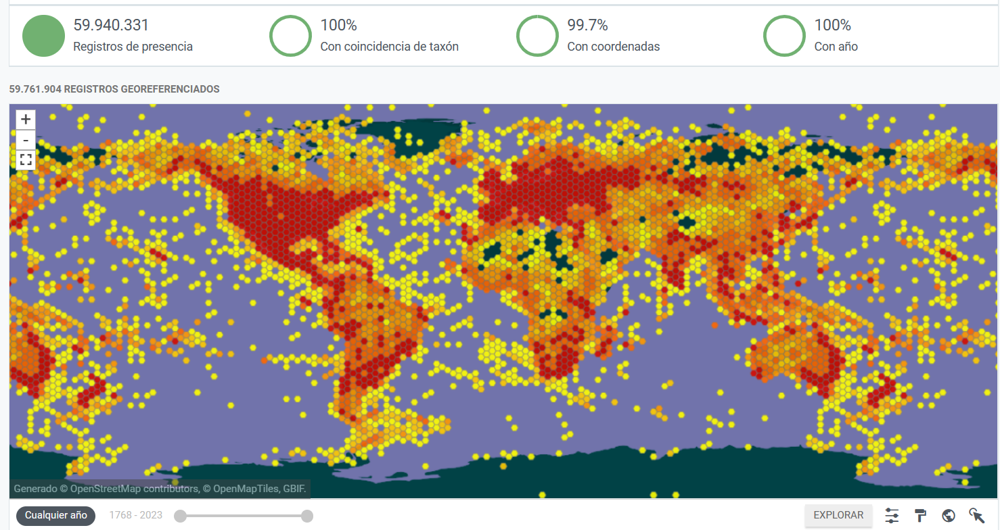 59.940.331
Registros de presencia
100%
Con coincidencia de taxón
99.7%
Con coordenadas
100%
Con año
59.761.904 REGISTROS GEOREFERENCIADOS
+
-
Generado © OpenStreetMap contributors, © OpenMapTiles, GBIF.
Cualquier año
1768 - 2023
EXPLORAR